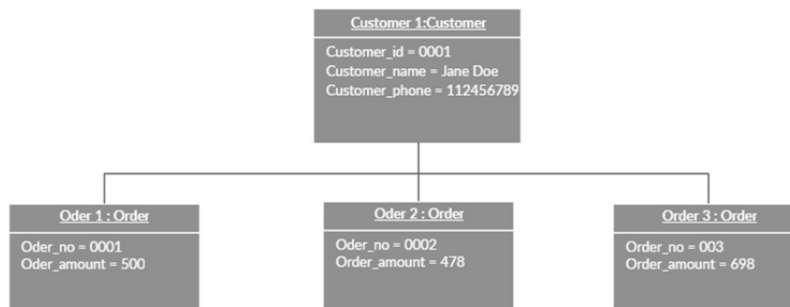 Customer 1:Customer
Customer_id = 0001
Customer_name = Jane Doe
Customer_phone = 112456789
Oder 1 : Order
Oder_no = 0001
Oder_amount = 500
Oder 2 : Order
Oder_no = 0002
Order_amount = 478
Order 3 : Order
Order_no = 003
Order_amount = 698